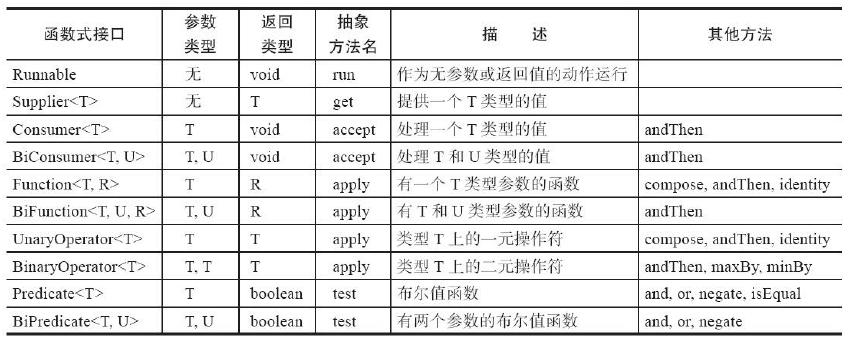 函数式接口 参数类型 返回类型 抽象方法名 描 述 其他方法
Runnable 无 void run 作为无参数或返回值的动作运行
Supplier<T> 无 T get 提供一个 T 类型的值
Consumer<T> T void accept 处理一个 T 类型的值 andThen
BiConsumer<T, U> T, U void accept 处理 T 和 U 类型的值 andThen
Function<T, R> T R apply 有一个 T 类型参数的函数 compose, andThen, identity
BiFunction<T, U, R> T, U R apply 有 T 和 U 类型参数的函数 andThen
UnaryOperator<T> T T apply 类型 T 上的一元操作符 compose, andThen, identity
BinaryOperator<T> T, T T apply 类型 T 上的二元操作符 andThen, maxBy, minBy
Predicate<T> T boolean test 布尔值函数 and, or, negate, isEqual
BiPredicate<T, U> T, U boolean test 有两个参数的布尔值函数 and, or, negate